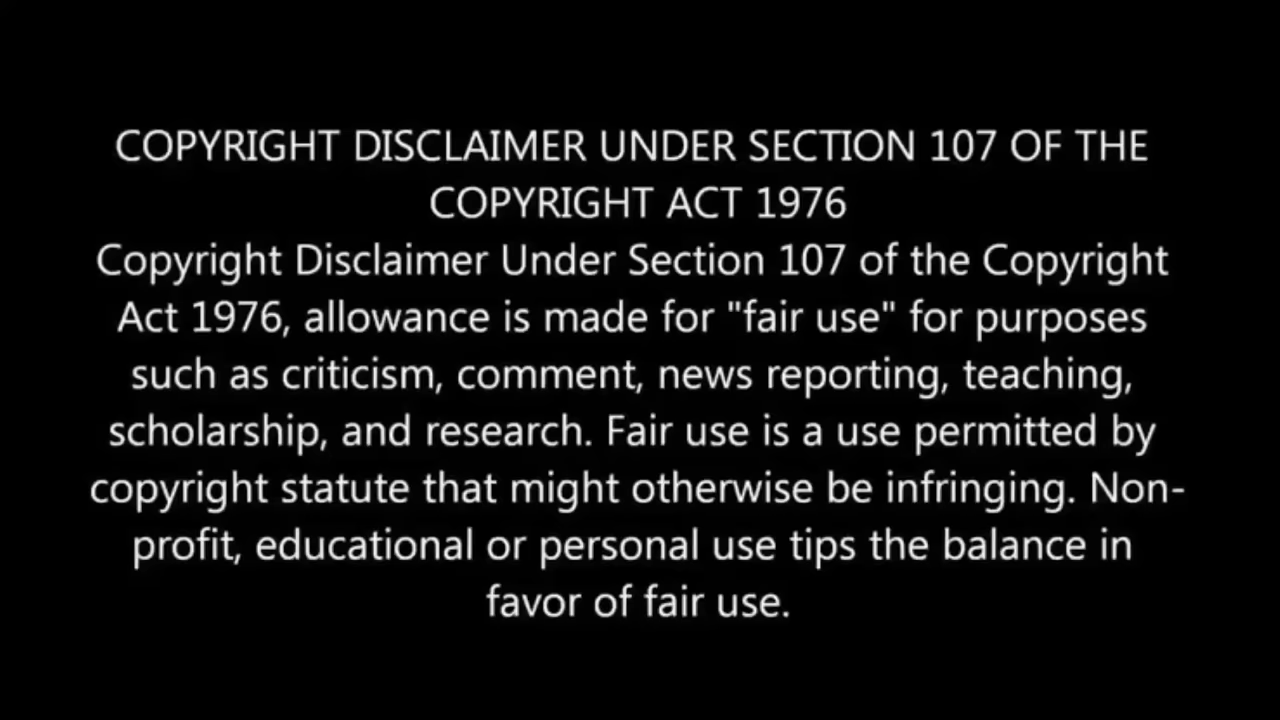 COPYRIGHT DISCLAIMER UNDER SECTION 107 OF THE
COPYRIGHT ACT 1976
Copyright Disclaimer Under Section 107 of the Copyright
Act 1976, allowance is made for "fair use" for purposes
such as criticism, comment, news reporting, teaching,
scholarship, and research. Fair use is a use permitted by
copyright statute that might otherwise be infringing. Non-
profit, educational or personal use tips the balance in
favor of fair use.